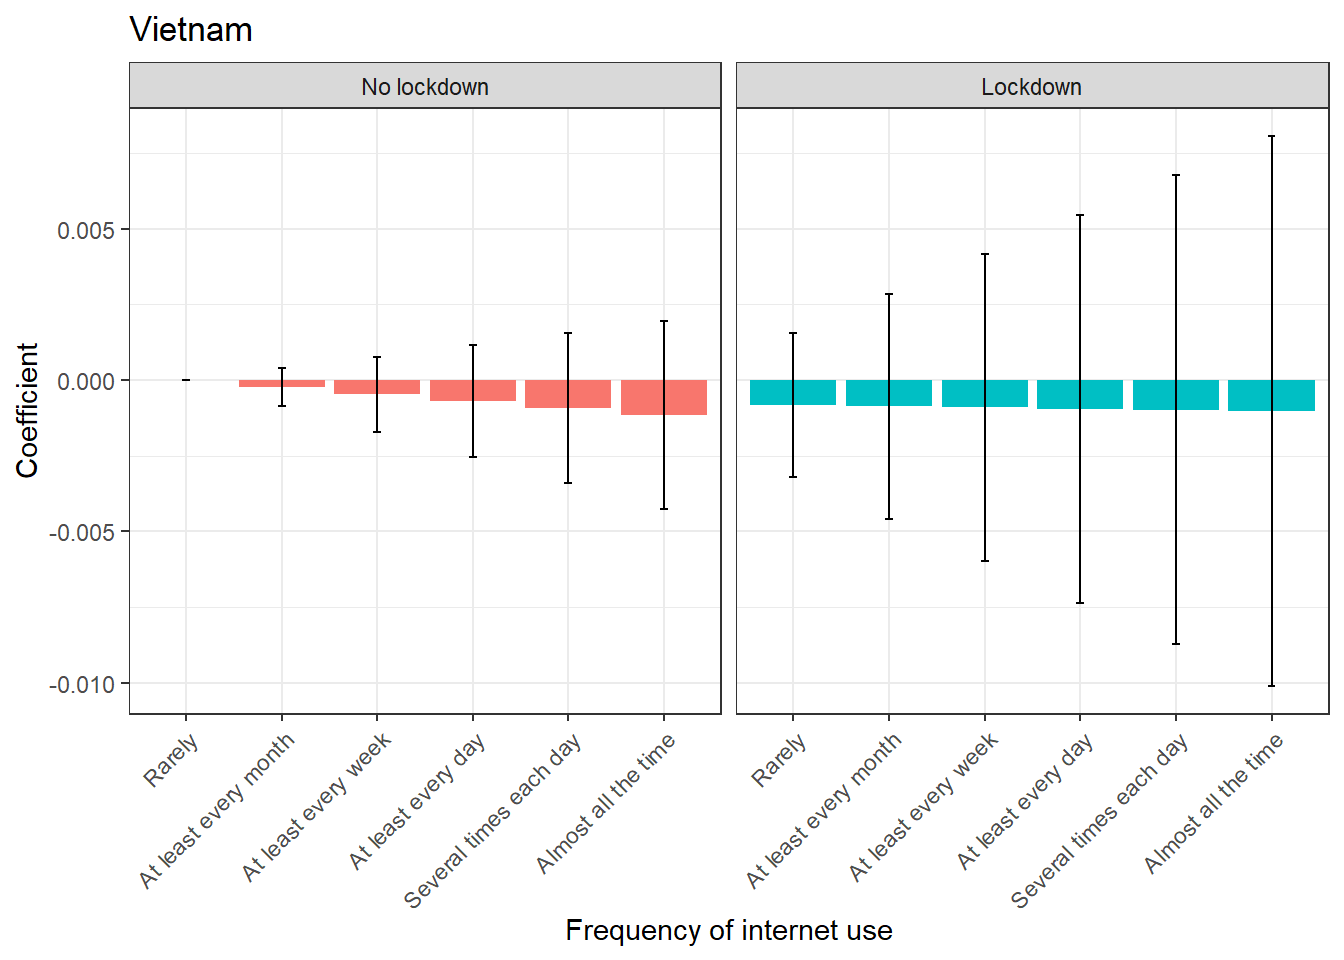 Vietnam
No lockdown
Lockdown
Coefficient
0.005
0.000
-0.005
-0.010
Rarely
At least every month
At least every week
At least every day
Several times each day
Almost all the time
Rarely
At least every month
At least every week
At least every day
Several times each day
Almost all the time
Frequency of internet use